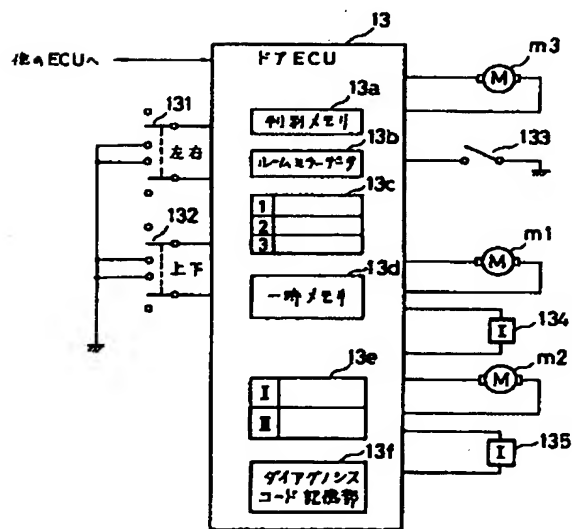 13
他のECUへ
ドアECU
m3
M
13a
131
判別メモリ
13b
左右
ルームミラーデータ
133
13c
1
2
3
132
m1
上下
13d
M
一時メモリ
134
I
13e
m2
I
M
II
13f
135
I
ダイアグノシス
コード記憶部